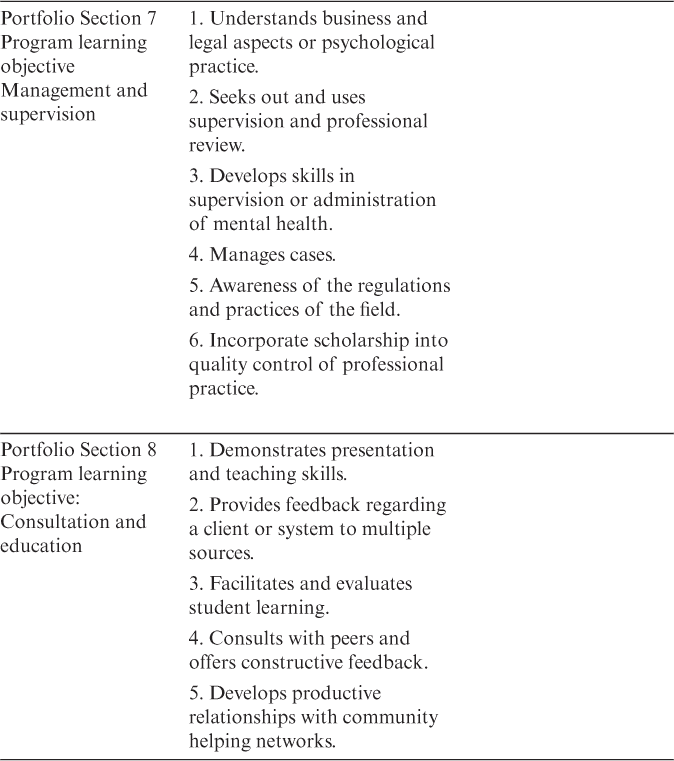 Portfolio Section 7
Program learning
objective
Management and
supervision
1. Understands business and
legal aspects or psychological
practice.
2. Seeks out and uses
supervision and professional
review.
3. Develops skills in
supervision or administration
of mental health.
4. Manages cases.
5. Awareness of the regulations
and practices of the field.
6. Incorporate scholarship into
quality control of professional
practice.
Portfolio Section 8
Program learning
objective:
Consultation and
education
1. Demonstrates presentation
and teaching skills.
2. Provides feedback regarding
a client or system to multiple
sources.
3. Facilitates and evaluates
student learning.
4. Consults with peers and
offers constructive feedback.
5. Develops productive
relationships with community
helping networks.